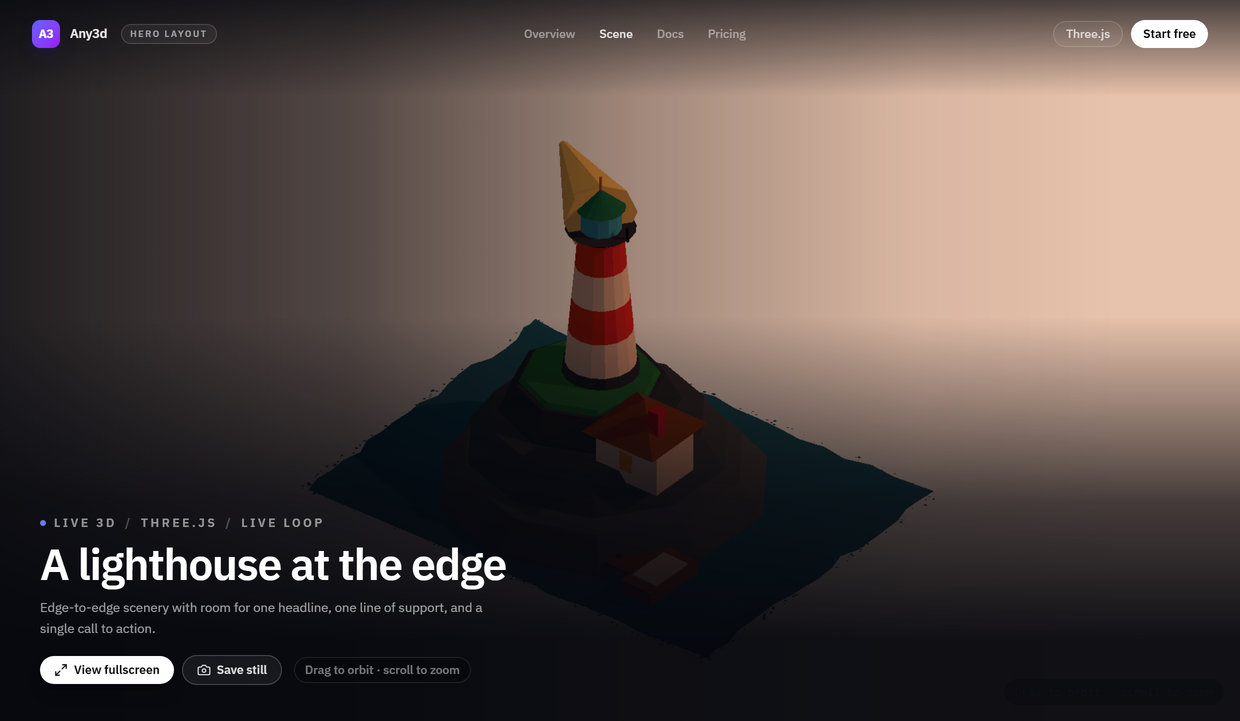 A3 Any3d HERO LAYOUT Overview Scene Docs Pricing Three.js Start free
LIVE 3D / THREE.JS / LIVE LOOP
A lighthouse at the edge
Edge-to-edge scenery with room for one headline, one line of support, and a
single call to action.
View fullscreen Save still Drag to orbit · scroll to zoom